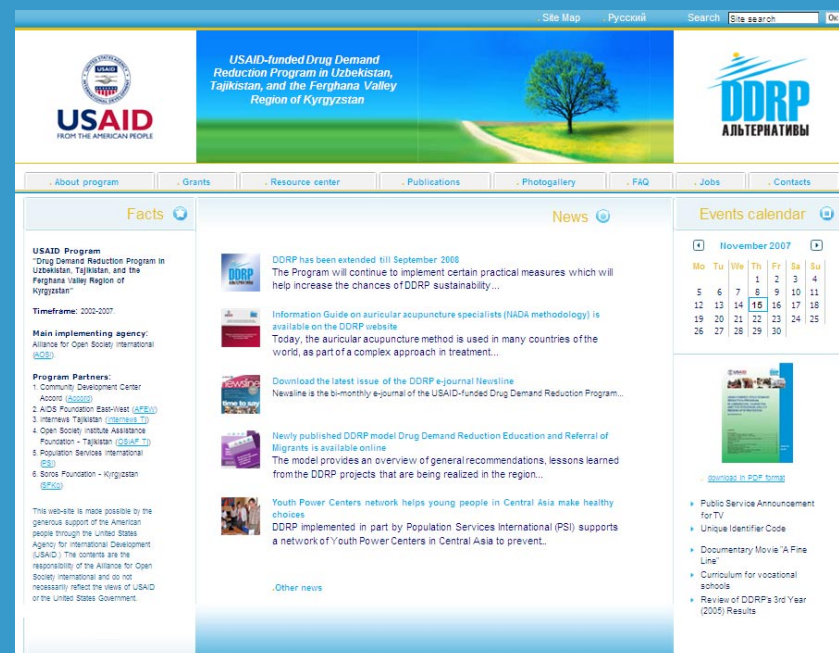 . Site Map
. Русский
Search
Site search
USAID
FROM THE AMERICAN PEOPLE
USAID-funded Drug Demand
Reduction Program in Uzbekistan,
Tajikistan, and the Ferghana Valley
Region of Kyrgyzstan
DDRP
АЛЬТЕРНАТИВЫ
. About program
. Grants
. Resource center
. Publications
. Photogallery
. FAQ
. Jobs
. Contacts
Facts
USAID Program
"Drug Demand Reduction Program in
Uzbekistan, Tajikistan, and the
Ferghana Valley Region of
Kyrgyzstan"
Timeframe: 2002-2007.
Main implementing agency:
Alliance for Open Society International
(AOSI).
Program Partners:
1. Community Development Center
Accord (Accord)
2. AIDS Foundation East-West (AFEW)
3. Internews Tajikistan (Internews TJ)
4. Open Society Institute Assistance
Foundation - Tajikistan (OSIAF TJ)
5. Population Services International
(PSI)
6. Soros Foundation - Kyrgyzstan
(SFKg)
This web-site is made possible by the
generous support of the American
people through the United States
Agency for International Development
(USAID.) The contents are the
responsibility of the Alliance for Open
Society International and do not
necessarily reflect the views of USAID
or the United States Government.
News
DDRP has been extended till September 2008
The Program will continue to implement certain practical measures which will
help increase the chances of DDRP sustainability...
Information Guide on auricular acupuncture specialists (NADA methodology) is
available on the DDRP website
Today, the auricular acupuncture method is used in many countries of the
world, as part of a complex approach in treatment...
newsline
time to say
Download the latest issue of the DDRP e-journal Newsline
Newsline is the bi-monthly e-journal of the USAID-funded Drug Demand Reduction Program...
Newly published DDRP model Drug Demand Reduction Education and Referral of
Migrants is available online
The model provides an overview of general recommendations, lessons learned
from the DDRP projects that are being realized in the region...
Youth Power Centers network helps young people in Central Asia make healthy
choices
DDRP implemented in part by Population Services International (PSI) supports
a network of Youth Power Centers in Central Asia to prevent..
.Other news
Events calendar
November 2007
Mo Tu We Th Fr Sa Su
1 2 3 4
5 6 7 8 9 10 11
12 13 14 15 16 17 18
19 20 21 22 23 24 25
26 27 28 29 30
. download in PDF format
Public Service Announcement
for TV
Unique Identifier Code
Documentary Movie "A Fine
Line"
Curriculum for vocational
schools
Review of DDRP's 3rd Year
(2005) Results